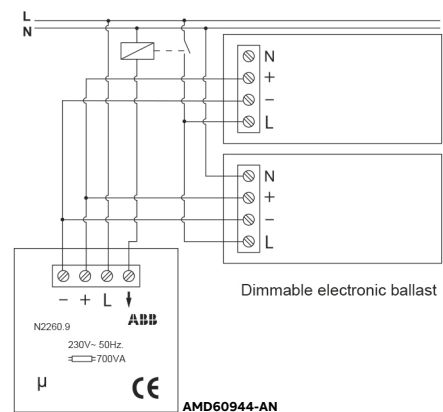 L
N
N
+
−
L
N
+
−
L
Dimmable electronic ballast
− + L
ABB
N2260.9
230V~ 50Hz.
700VA
µ CE
AMD60944-AN